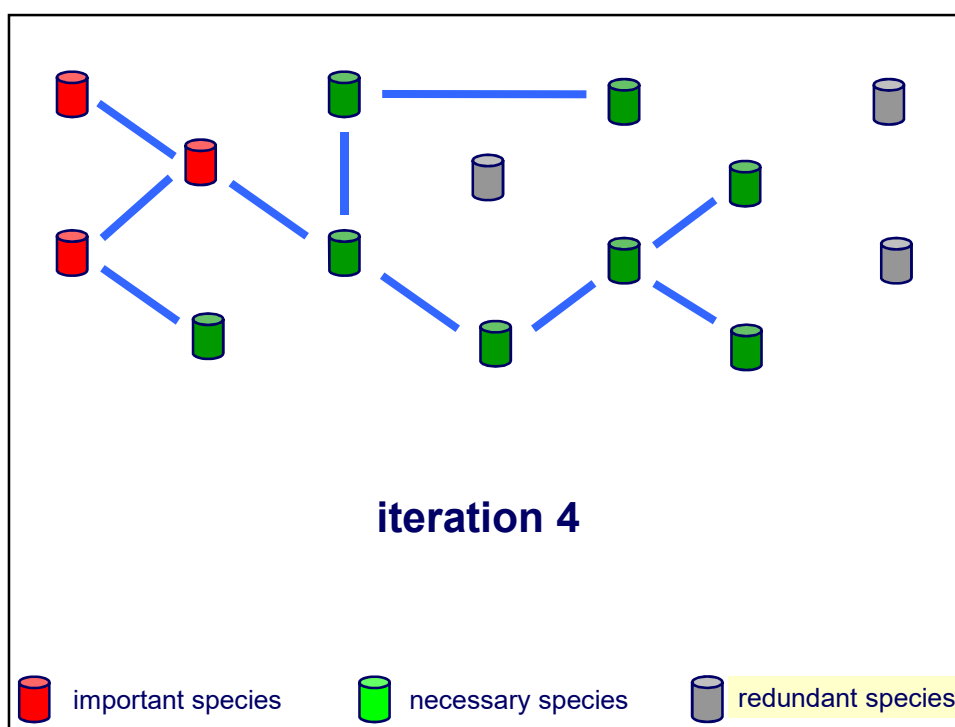 iteration 4
important species
necessary species
redundant species